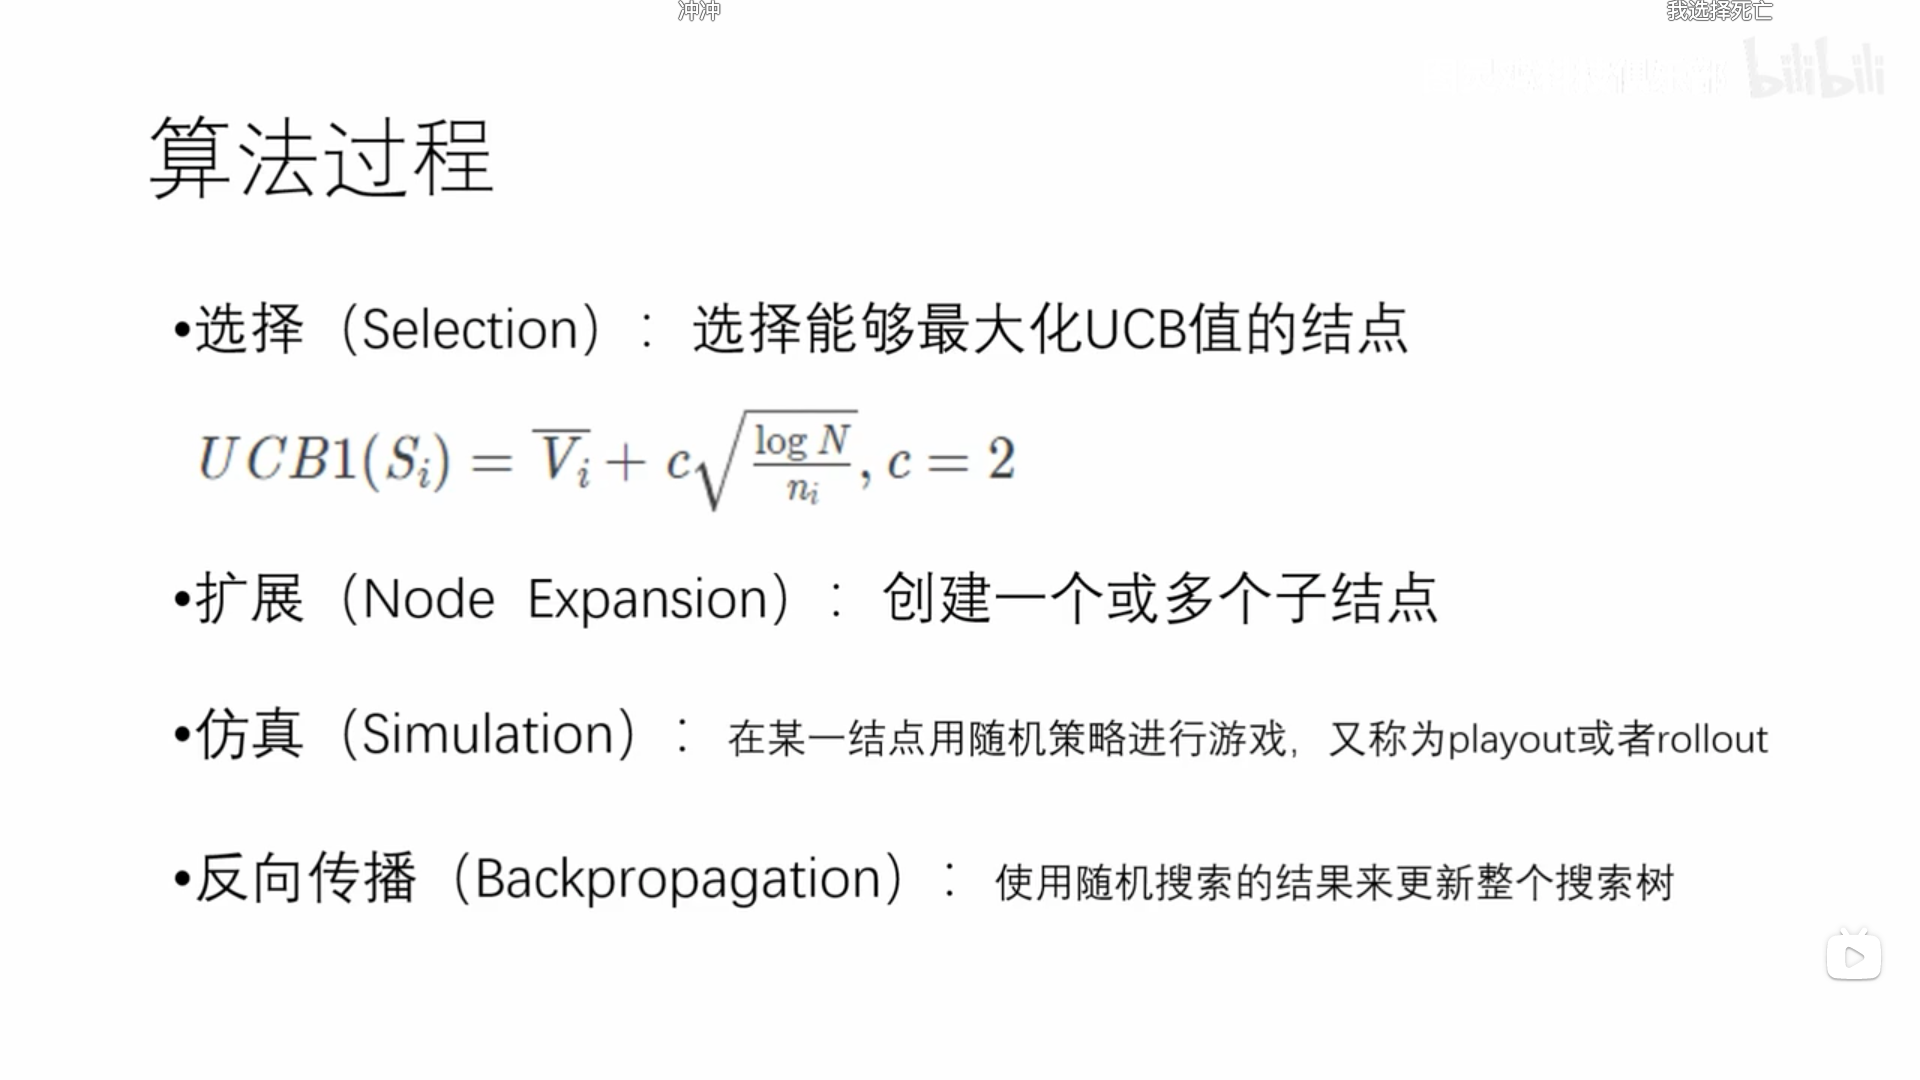 冲冲
我选择死亡
bilibili
算法过程
•选择（Selection）：选择能够最大化UCB值的结点
UCB1(S_i) = \overline{V_i} + c\sqrt{\frac{\log N}{n_i}}, c = 2
•扩展（Node Expansion）：创建一个或多个子结点
•仿真（Simulation）：在某一结点用随机策略进行游戏，又称为playout或者rollout
•反向传播（Backpropagation）：使用随机搜索的结果来更新整个搜索树